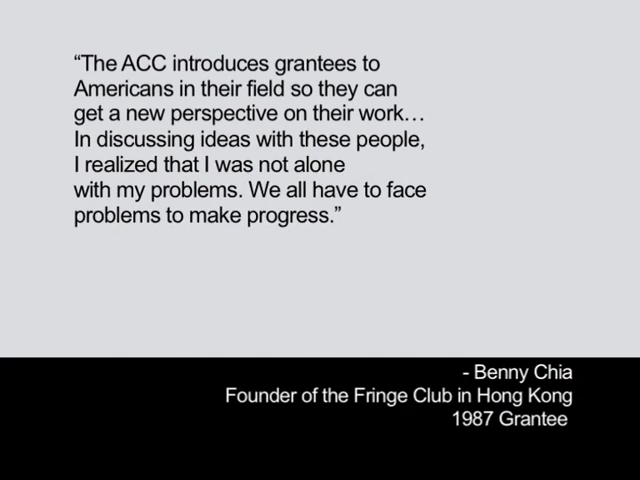 “The ACC introduces grantees to
Americans in their field so they can
get a new perspective on their work…
In discussing ideas with these people,
I realized that I was not alone
with my problems. We all have to face
problems to make progress.”
- Benny Chia
Founder of the Fringe Club in Hong Kong
1987 Grantee